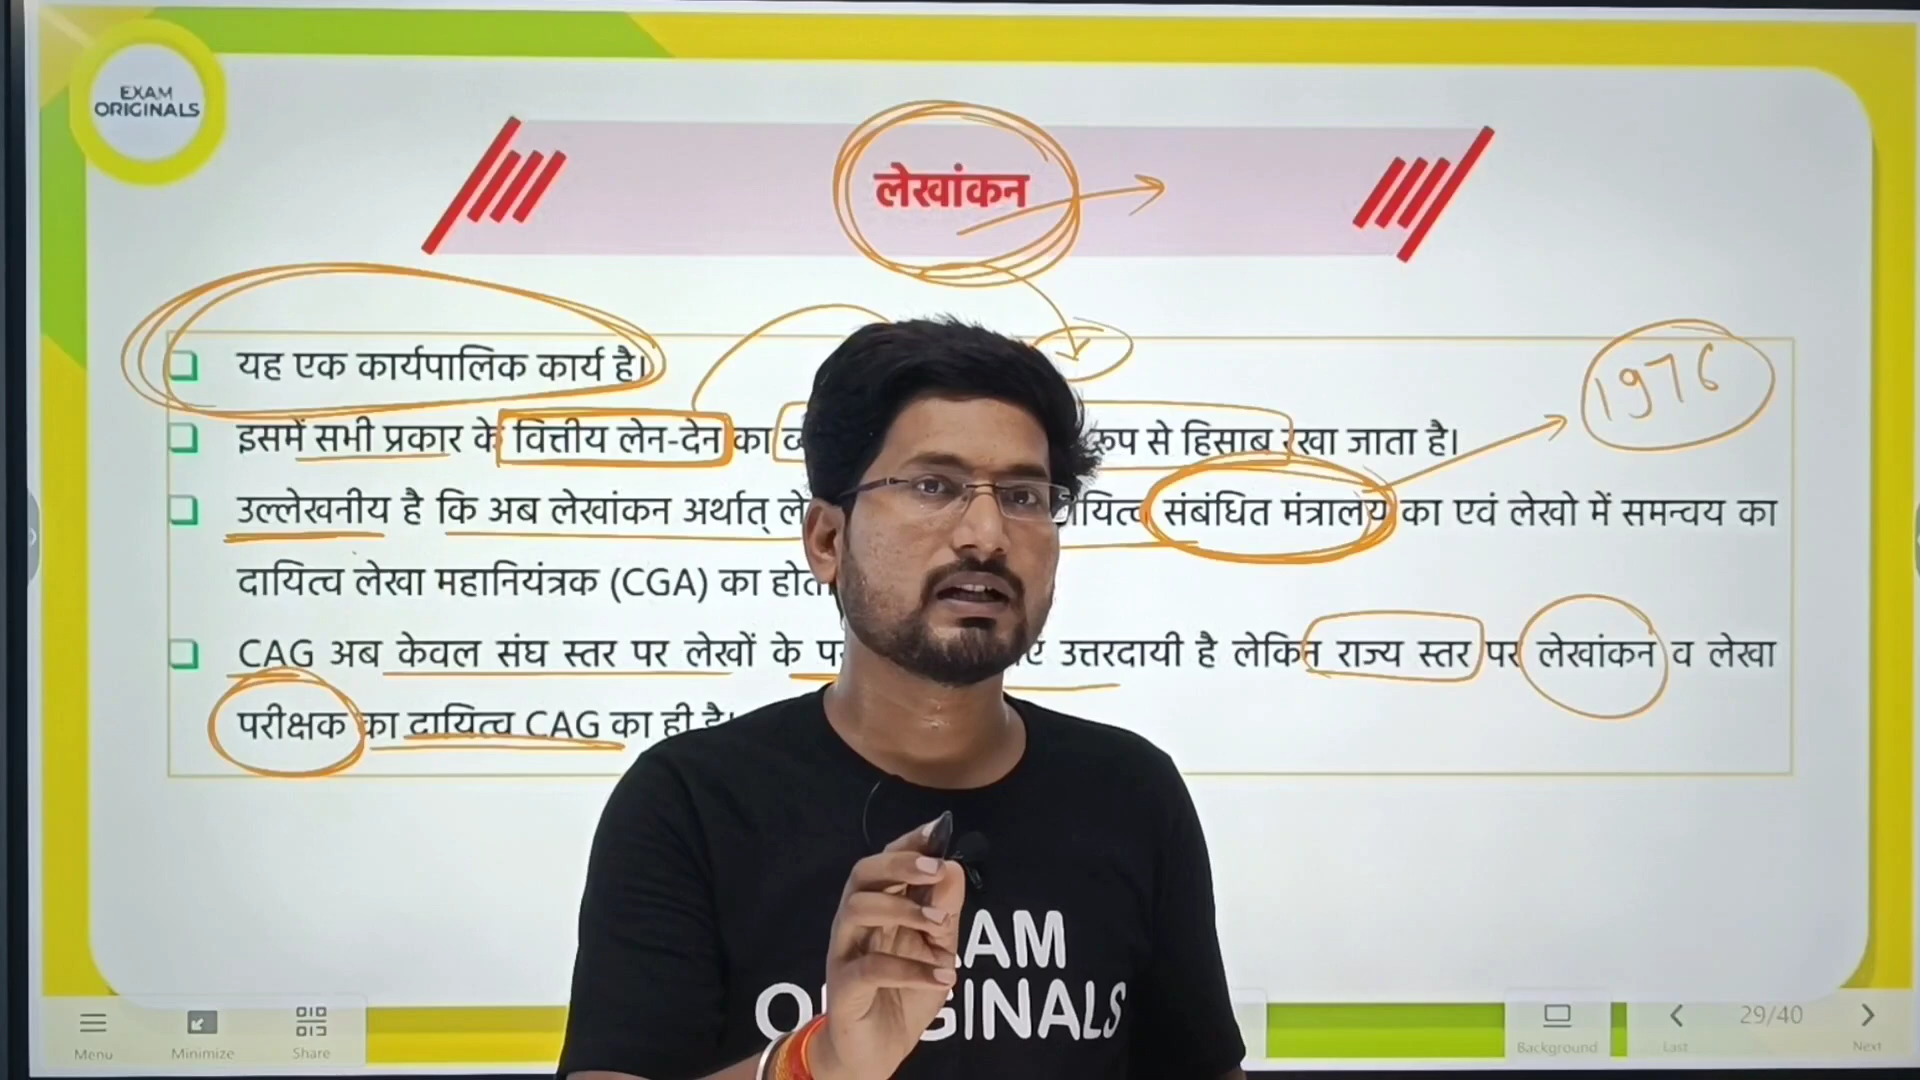 EXAM
ORIGINALS
लेखांकन
यह एक कार्यपालिक कार्य है।
1976
इसमें सभी प्रकार के वित्तीय लेन-देन का रूप से हिसाब रखा जाता है।
उल्लेखनीय है कि अब लेखांकन अर्थात् संबंधित मंत्रालय का एवं लेखो में समन्वय का
दायित्व लेखा महानियंत्रक (CGA) का
CAG अब केवल संघ स्तर पर लेखों के उत्तरदायी है लेकिन राज्य स्तर पर लेखांकन व लेखा
परीक्षक का दायित्व CAG का ही है।
AM
GINALS
Menu
Minimize
Share
Background
Last
29/40
Next